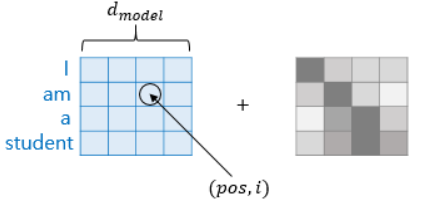 d_model
I
am
a
student
+
(pos, i)